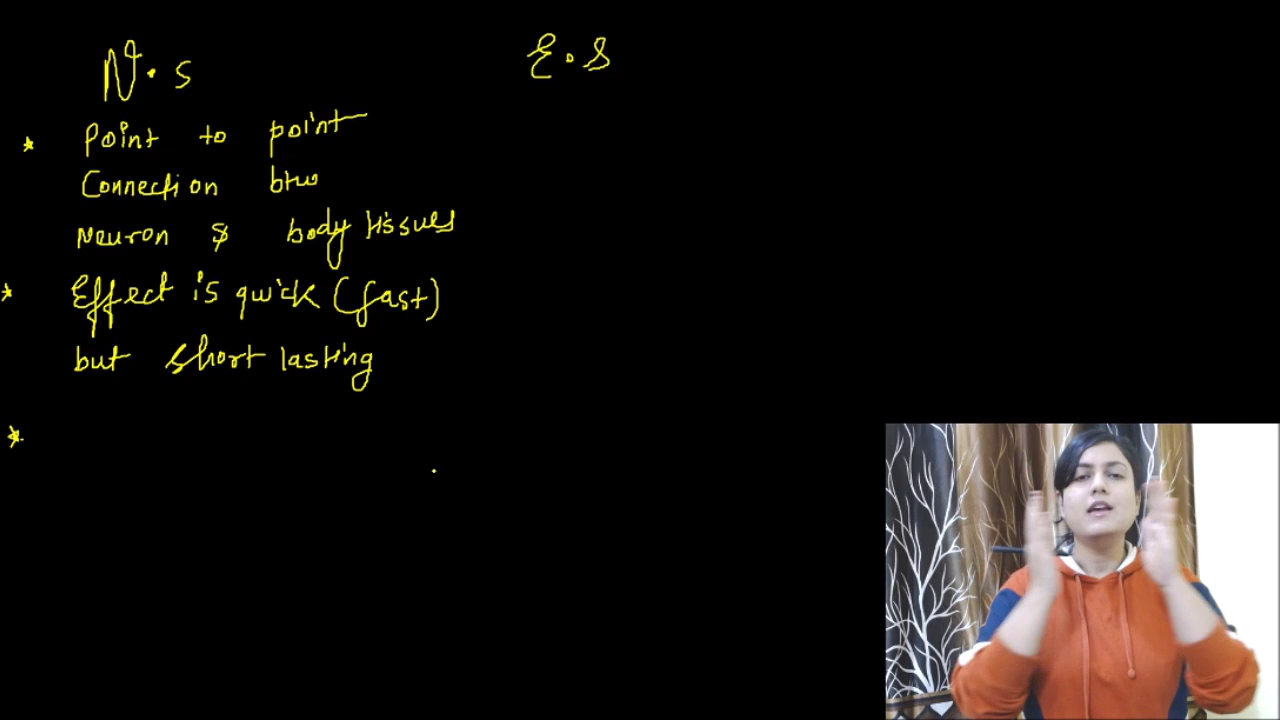 N.S
E.S
* Point to point
Connection btw
Neuron & body tissues
* Effect is quick (fast)
but short lasting
*